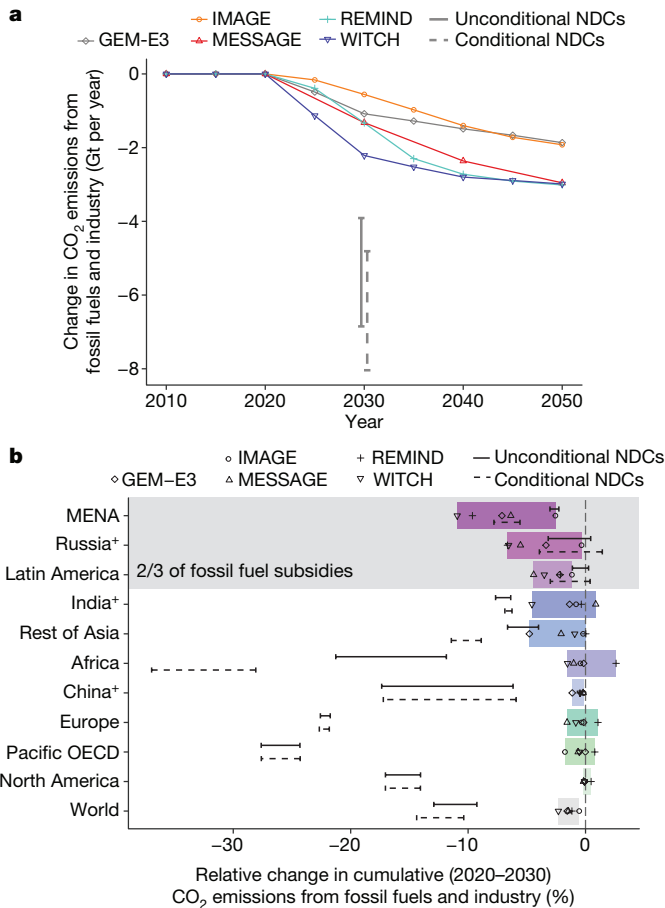 a
IMAGE REMIND Unconditional NDCs
GEM-E3 MESSAGE WITCH Conditional NDCs
Change in CO2 emissions from
fossil fuels and industry (Gt per year)
0
−2
−4
−6
−8
2010 2020 2030 2040 2050
Year
b
IMAGE REMIND Unconditional NDCs
GEM−E3 MESSAGE WITCH Conditional NDCs
MENA
Russia+
2/3 of fossil fuel subsidies
Latin America
India+
Rest of Asia
Africa
China+
Europe
Pacific OECD
North America
World
−30 −20 −10 0
Relative change in cumulative (2020–2030)
CO2 emissions from fossil fuels and industry (%)